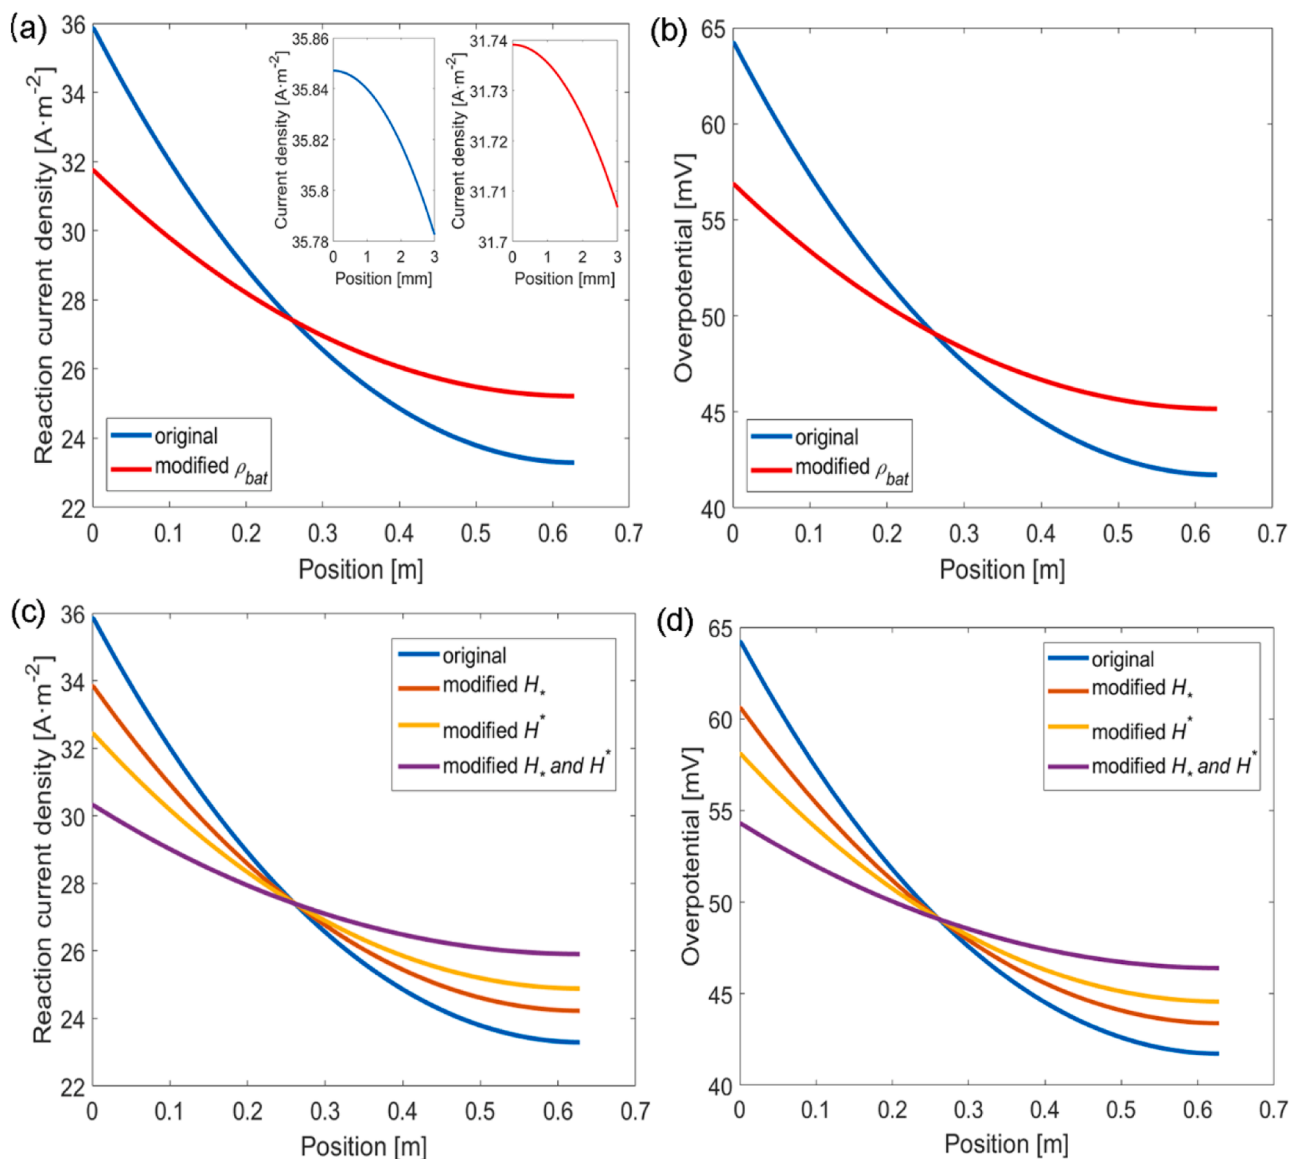 (a)
Reaction current density [A·m⁻²]
36
34
32
30
28
26
24
22
0 0.1 0.2 0.3 0.4 0.5 0.6 0.7
Position [m]
original
modified ρ_bat
Current density [A·m⁻²]
35.86
35.84
35.82
35.8
35.78
0 1 2 3
Position [mm]
Current density [A·m⁻²]
31.74
31.73
31.72
31.71
31.7
0 1 2 3
Position [mm]
(b)
Overpotential [mV]
65
60
55
50
45
40
0 0.1 0.2 0.3 0.4 0.5 0.6 0.7
Position [m]
original
modified ρ_bat
(c)
Reaction current density [A·m⁻²]
36
34
32
30
28
26
24
22
0 0.1 0.2 0.3 0.4 0.5 0.6 0.7
Position [m]
original
modified H_*
modified H^*
modified H_* and H^*
(d)
Overpotential [mV]
65
60
55
50
45
40
0 0.1 0.2 0.3 0.4 0.5 0.6 0.7
Position [m]
original
modified H_*
modified H^*
modified H_* and H^*